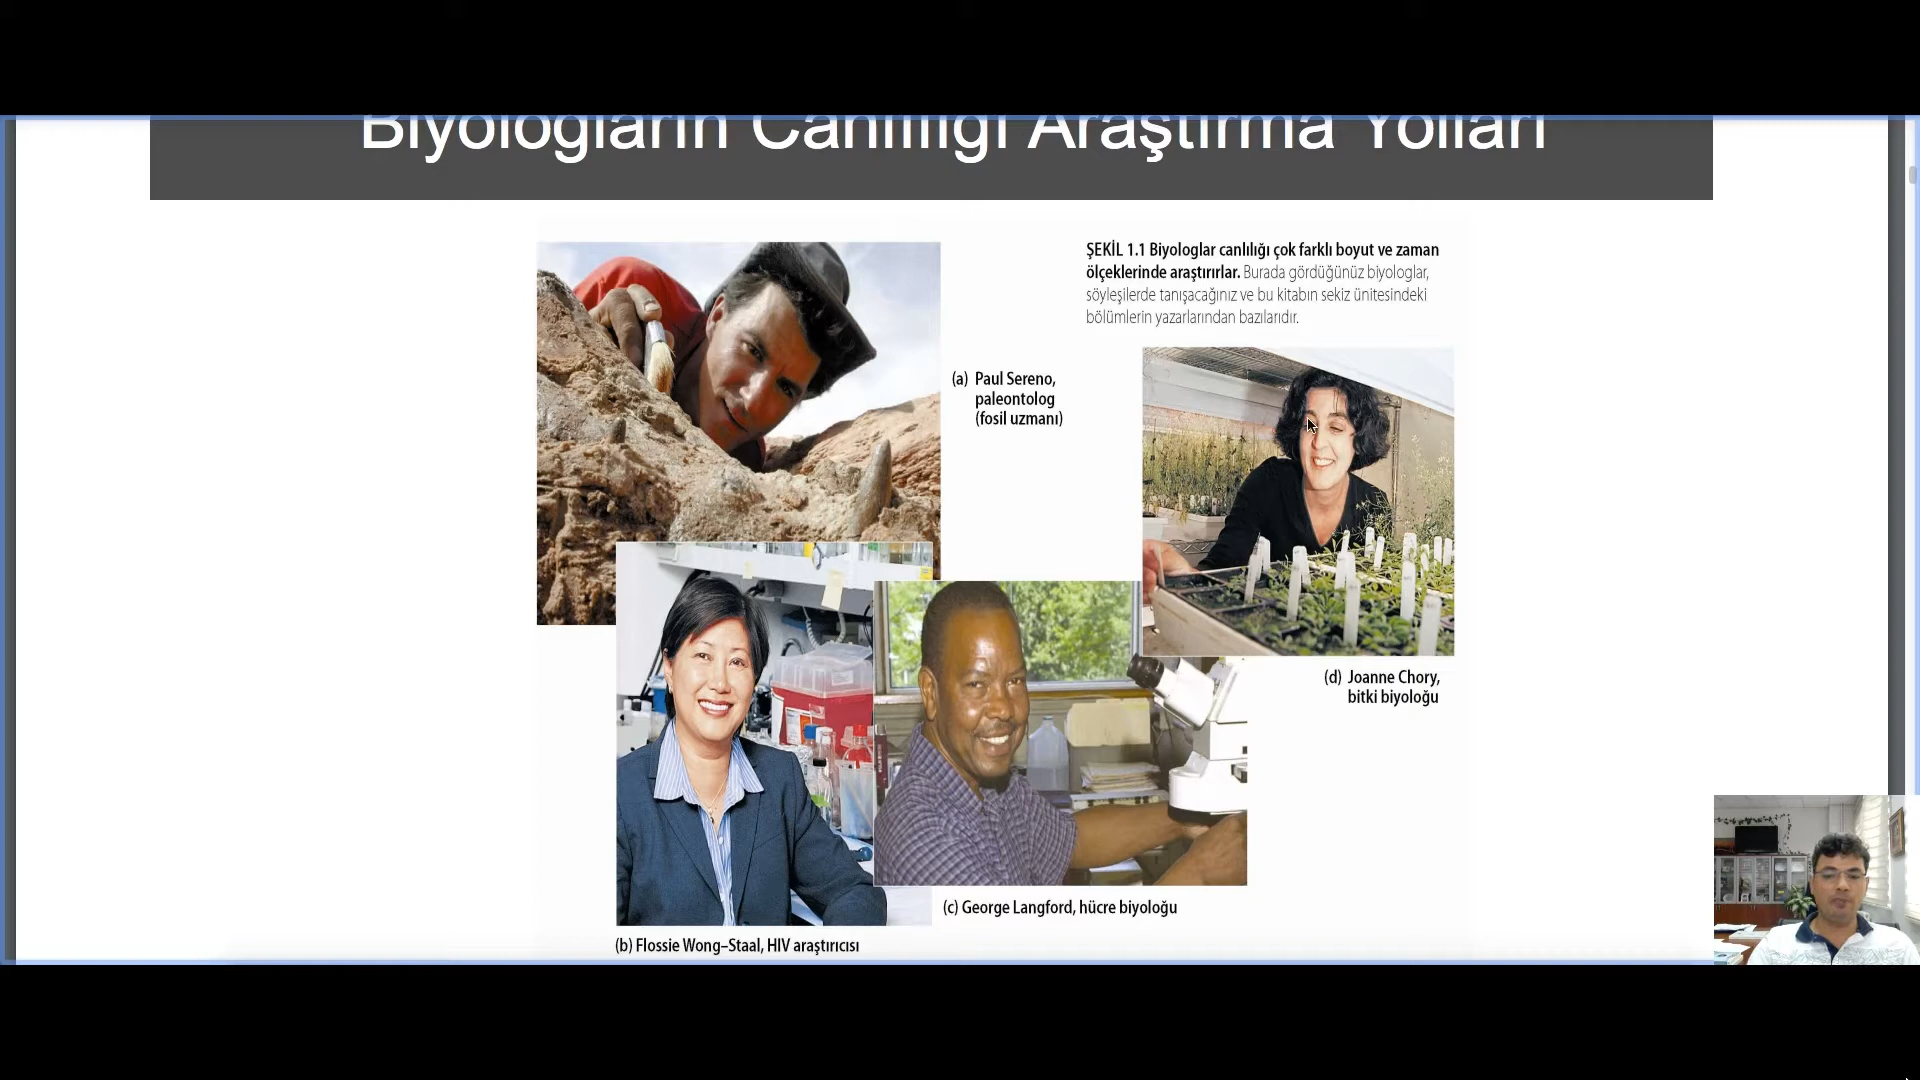 Biyologların Canlılığı Araştırma Yolları
ŞEKİL 1.1 Biyologlar canlılığı çok farklı boyut ve zaman
ölçeklerinde araştırırlar. Burada gördüğünüz biyologlar,
söyleşilerde tanışacağınız ve bu kitabın sekiz ünitesindeki
bölümlerin yazarlarından bazılarıdır.
(a) Paul Sereno,
paleontolog
(fosil uzmanı)
(d) Joanne Chory,
bitki biyoloğu
(c) George Langford, hücre biyoloğu
(b) Flossie Wong–Staal, HIV araştırıcısı